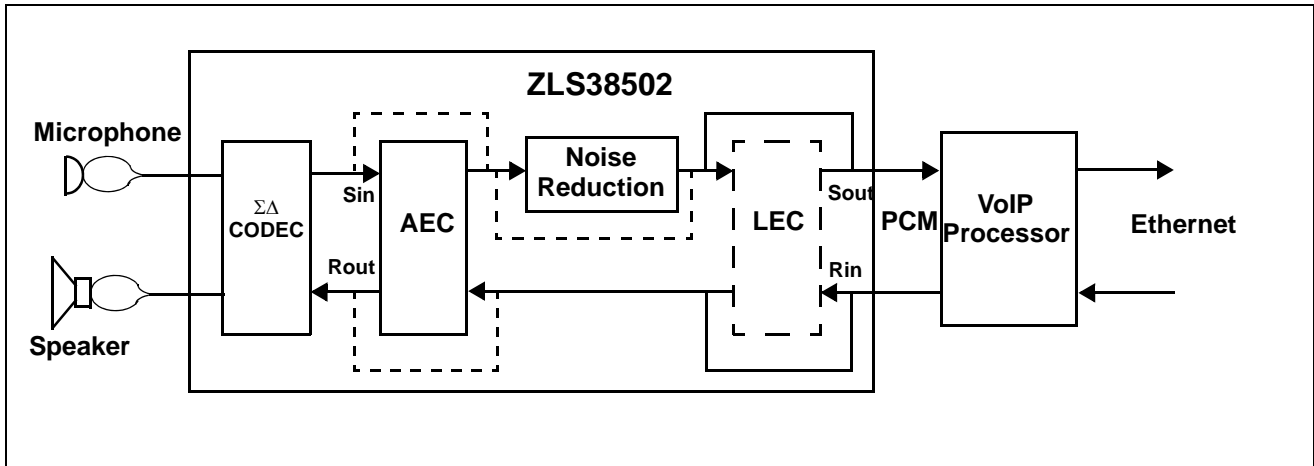 ZLS38502
Microphone
Speaker
ΣΔ
CODEC
Sin
Rout
AEC
Noise
Reduction
LEC
Sout
Rin
PCM
VoIP
Processor
Ethernet